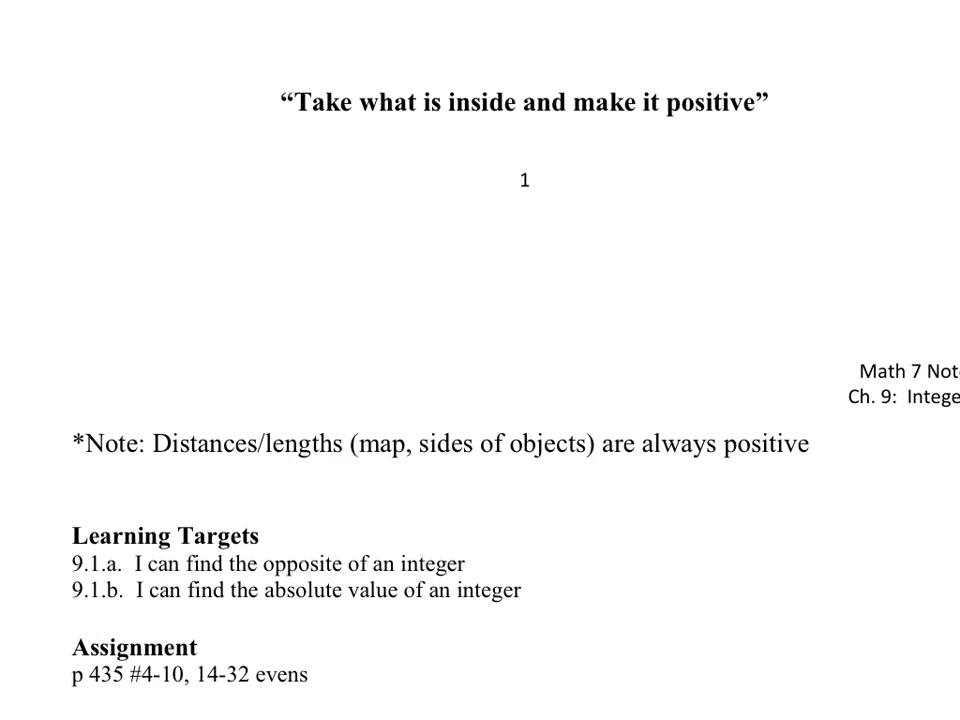 “Take what is inside and make it positive”
1
Math 7
Ch. 9:
*Note: Distances/lengths (map, sides of objects) are always positive
Learning Targets
9.1.a.  I can find the opposite of an integer
9.1.b.  I can find the absolute value of an integer
Assignment
p 435 #4-10, 14-32 evens